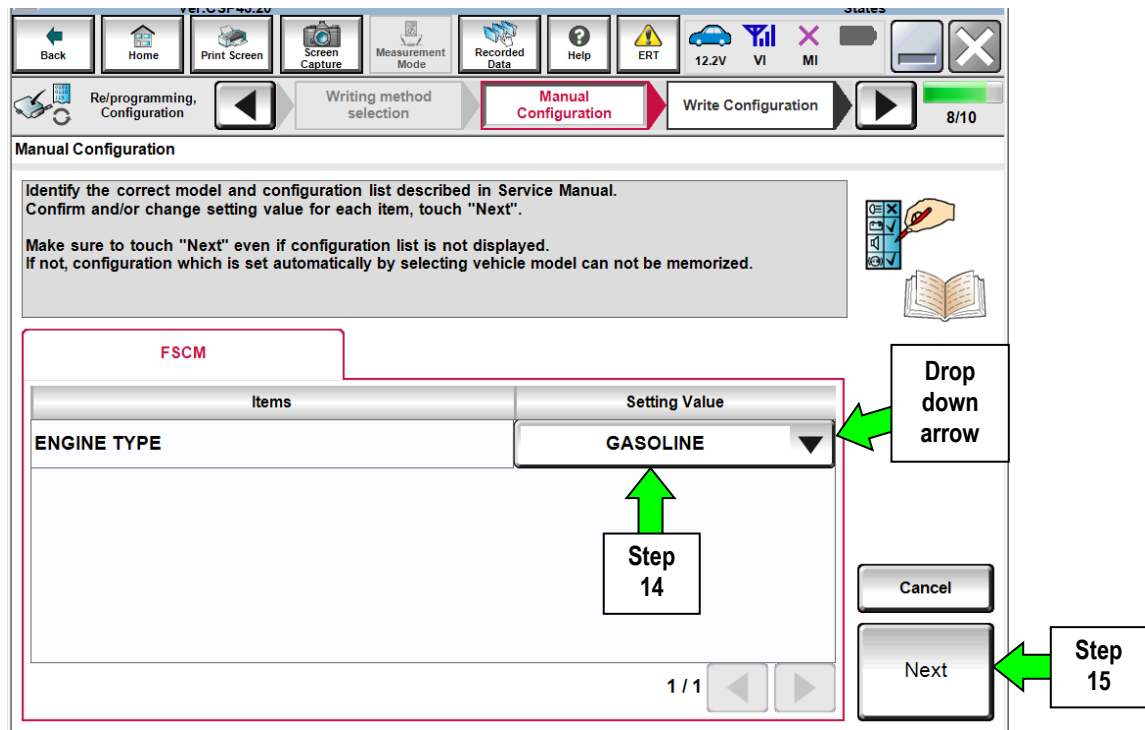 Ver.CSP45.20
States
Back
Home
Print Screen
Screen
Capture
Measurement
Mode
Recorded
Data
Help
ERT
12.2V
VI
MI
Re/programming,
Configuration
Writing method
selection
Manual
Configuration
Write Configuration
8/10
Manual Configuration
Identify the correct model and configuration list described in Service Manual.
Confirm and/or change setting value for each item, touch "Next".
Make sure to touch "Next" even if configuration list is not displayed.
If not, configuration which is set automatically by selecting vehicle model can not be memorized.
FSCM
Drop
down
arrow
Items
Setting Value
ENGINE TYPE
GASOLINE
Step
14
Cancel
Next
Step
15
1 / 1